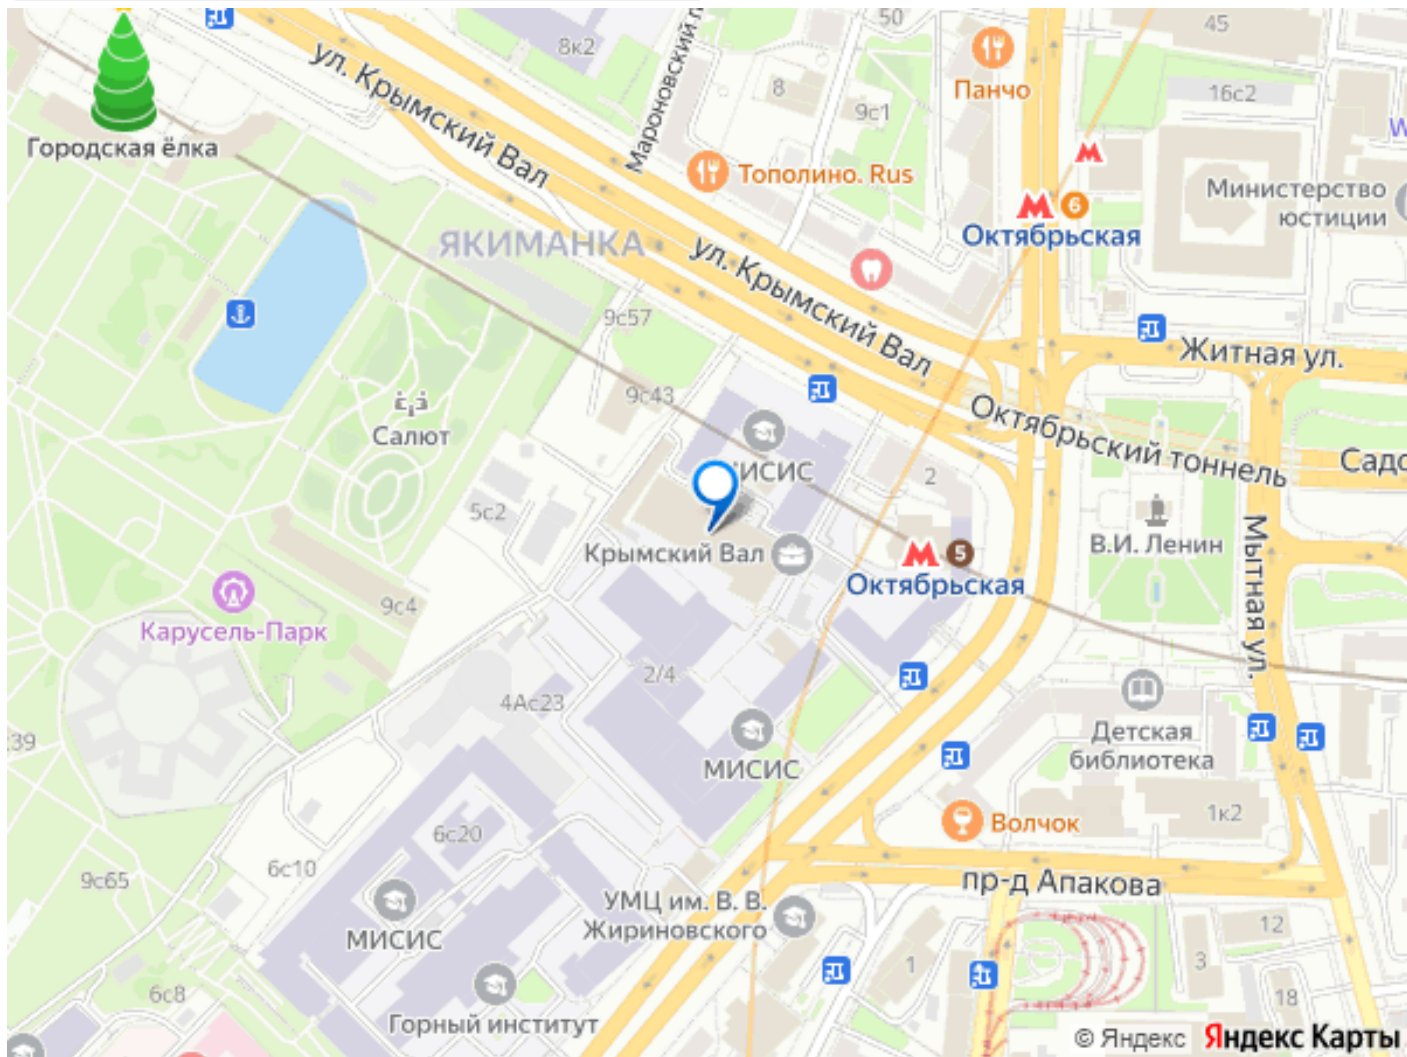 45
50
8к2
ул. Крымский Вал
Мароновский п
8
Панчо
16с2
9с1
Городская ёлка
Тополино. Rus
Министерство
юстиции
6
Октябрьская
ЯКИМАНКА
ул. Крымский Вал
9с57
Житная ул.
9с43
Октябрьский тоннель
Салют
Садо
ИСИС
2
5с2
Крымский Вал
5
Октябрьская
В.И. Ленин
Мытная ул.
9с4
Карусель-Парк
2/4
4Ас23
39
Детская
библиотека
МИСИС
1к2
Волчок
6с20
6с10
9с65
пр-д Апакова
УМЦ им. В. В.
Жириновского
МИСИС
12
3
1
6с8
18
Горный институт
© Яндекс Яндекс Карты